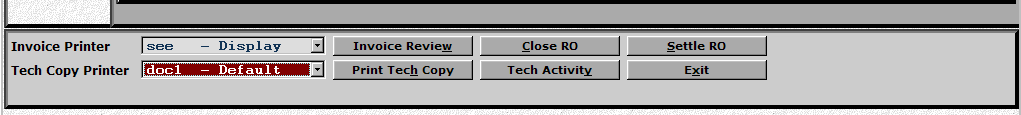 Invoice Printer see - Display Invoice Review Close RO Settle RO
Tech Copy Printer doc1 - Default Print Tech Copy Tech Activity Exit